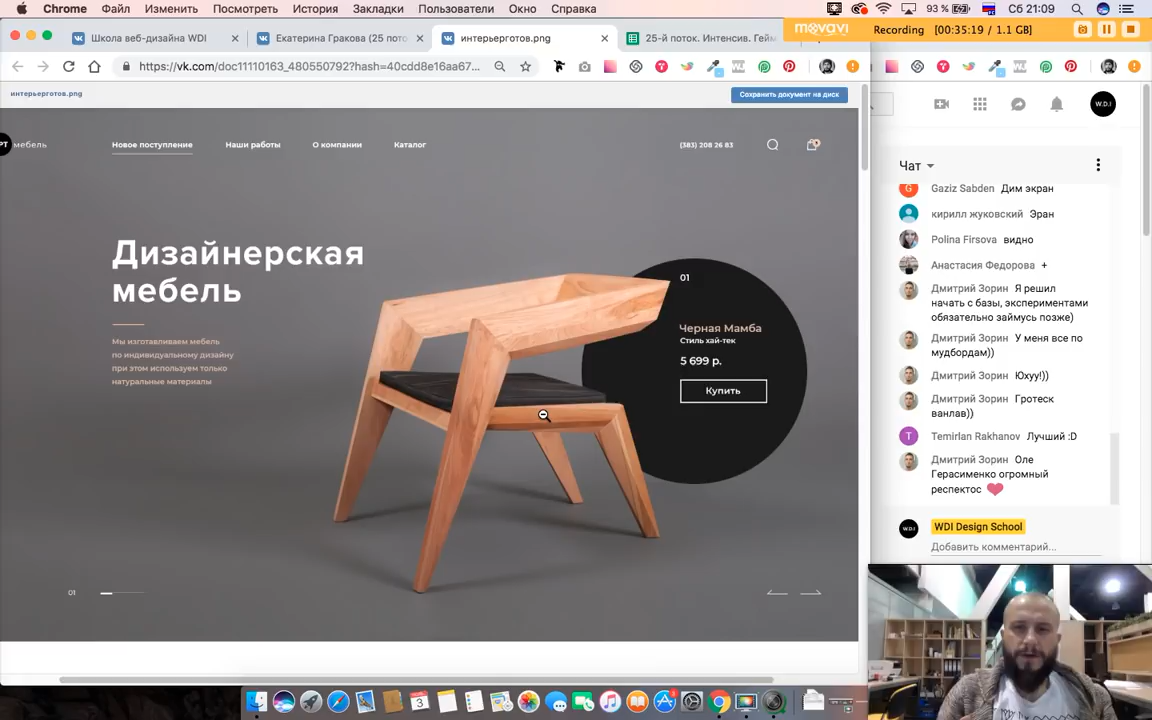 Chrome Файл Изменить Посмотреть История Закладки Пользователи Окно Справка
93 % Сб 21:09
Школа веб-дизайна WDI
Екатерина Гракова (25 пото
интерьерготов.png
25-й поток. Интенсив. Гейм
movavi
Recording [00:35:19 / 1.1 GB]
https://vk.com/doc11110163_480550792?hash=40cdd8e16aa67...
интерьерготов.png
Сохранить документ на диск
РТ мебель
Новое поступление
Наши работы
О компании
Каталог
(383) 208 26 83
Дизайнерская
мебель
Мы изготавливаем мебель
по индивидуальному дизайну
при этом используем только
натуральные материалы
01
Черная Мамба
Стиль хай-тек
5 699 р.
Купить
01
W.D.I
Чат
G
Gaziz Sabden Дим экран
кирилл жуковский Эран
Polina Firsova видно
Анастасия Федорова +
Дмитрий Зорин Я решил
начать с базы, экспериментами
обязательно займусь позже)
Дмитрий Зорин У меня все по
мудбордам))
Дмитрий Зорин Юхуу!))
Дмитрий Зорин Гротеск
ванлав))
T
Temirlan Rakhanov Лучший :D
Дмитрий Зорин Оле
Герасименко огромный
респектос
W.D.I
WDI Design School
Добавить комментарий...
3